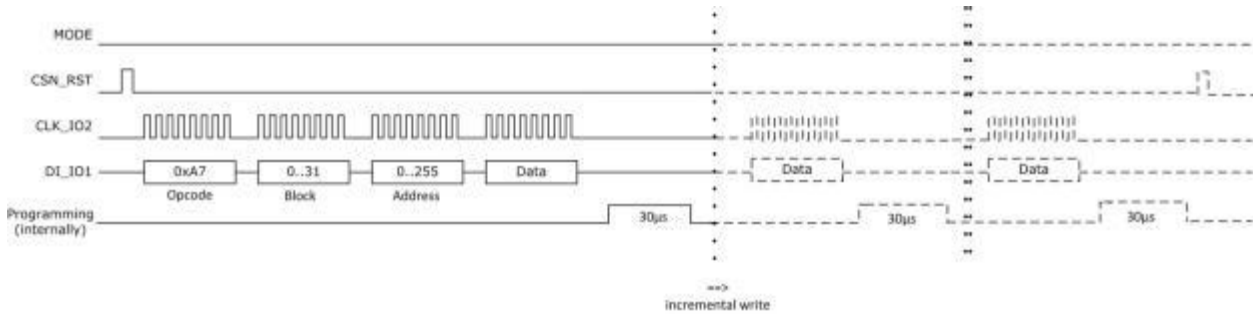 MODE
CSN_RST
CLK_IO2
DI_IO1 0xA7 0..31 0..255 Data Data Data
Opcode Block Address
Programming
(internally) 30µs 30µs 30µs
==>
incremental write